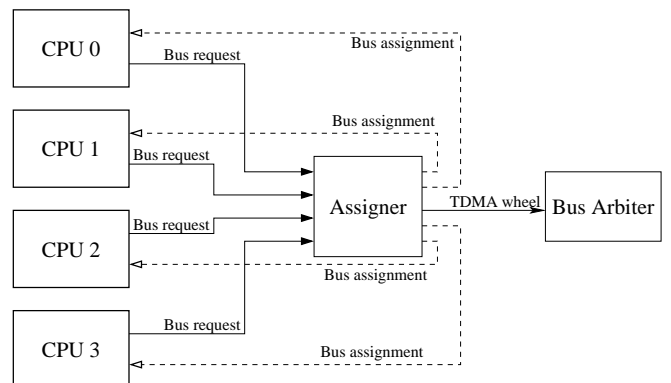 CPU 0
Bus assignment
Bus request
Bus assignment
CPU 1
Bus request
Assigner
TDMA wheel
Bus Arbiter
CPU 2
Bus request
Bus assignment
CPU 3
Bus request
Bus assignment